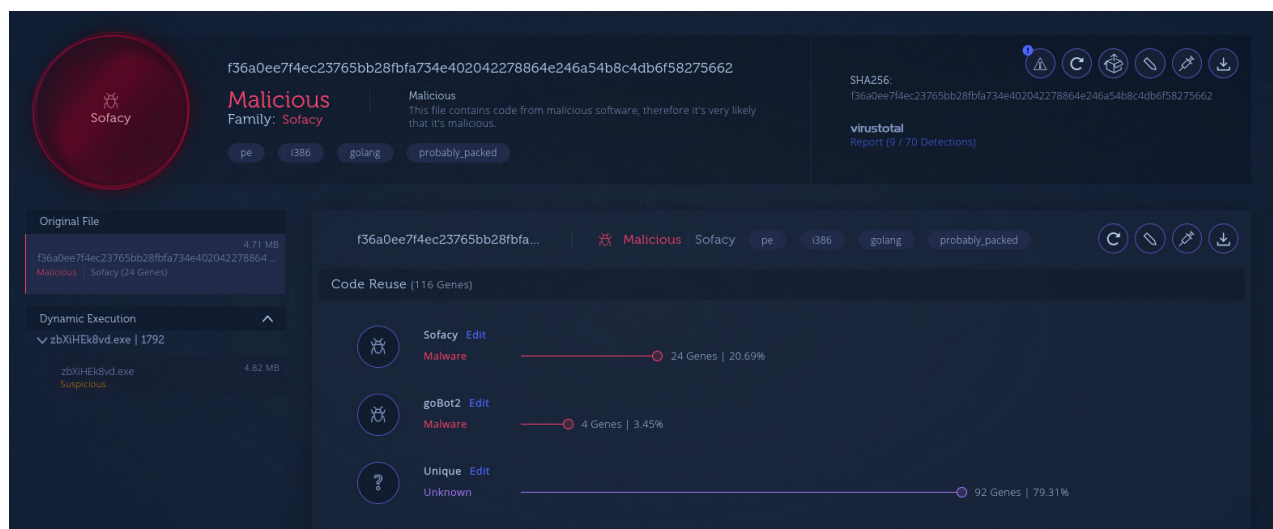 Sofacy
f36a0ee7f4ec23765bb28fbfa734e402042278864e246a54b8c4db6f58275662
Malicious
Family: Sofacy
Malicious
This file contains code from malicious software, therefore it's very likely
that it's malicious.
pe i386 golang probably_packed
SHA256:
f36a0ee7f4ec23765bb28fbfa734e402042278864e246a54b8c4db6f58275662
virustotal
Report (9 / 70 Detections)
Original File
4.71 MB
f36a0ee7f4ec23765bb28fbfa734e402042278864...
Malicious | Sofacy (24 Genes)
Dynamic Execution
zbXiHEk8vd.exe | 1792
zbXiHEk8vd.exe 4.82 MB
Suspicious
f36a0ee7f4ec23765bb28fbfa... Malicious Sofacy pe i386 golang probably_packed
Code Reuse (116 Genes)
Sofacy Edit
Malware 24 Genes | 20.69%
goBot2 Edit
Malware 4 Genes | 3.45%
Unique Edit
Unknown 92 Genes | 79.31%